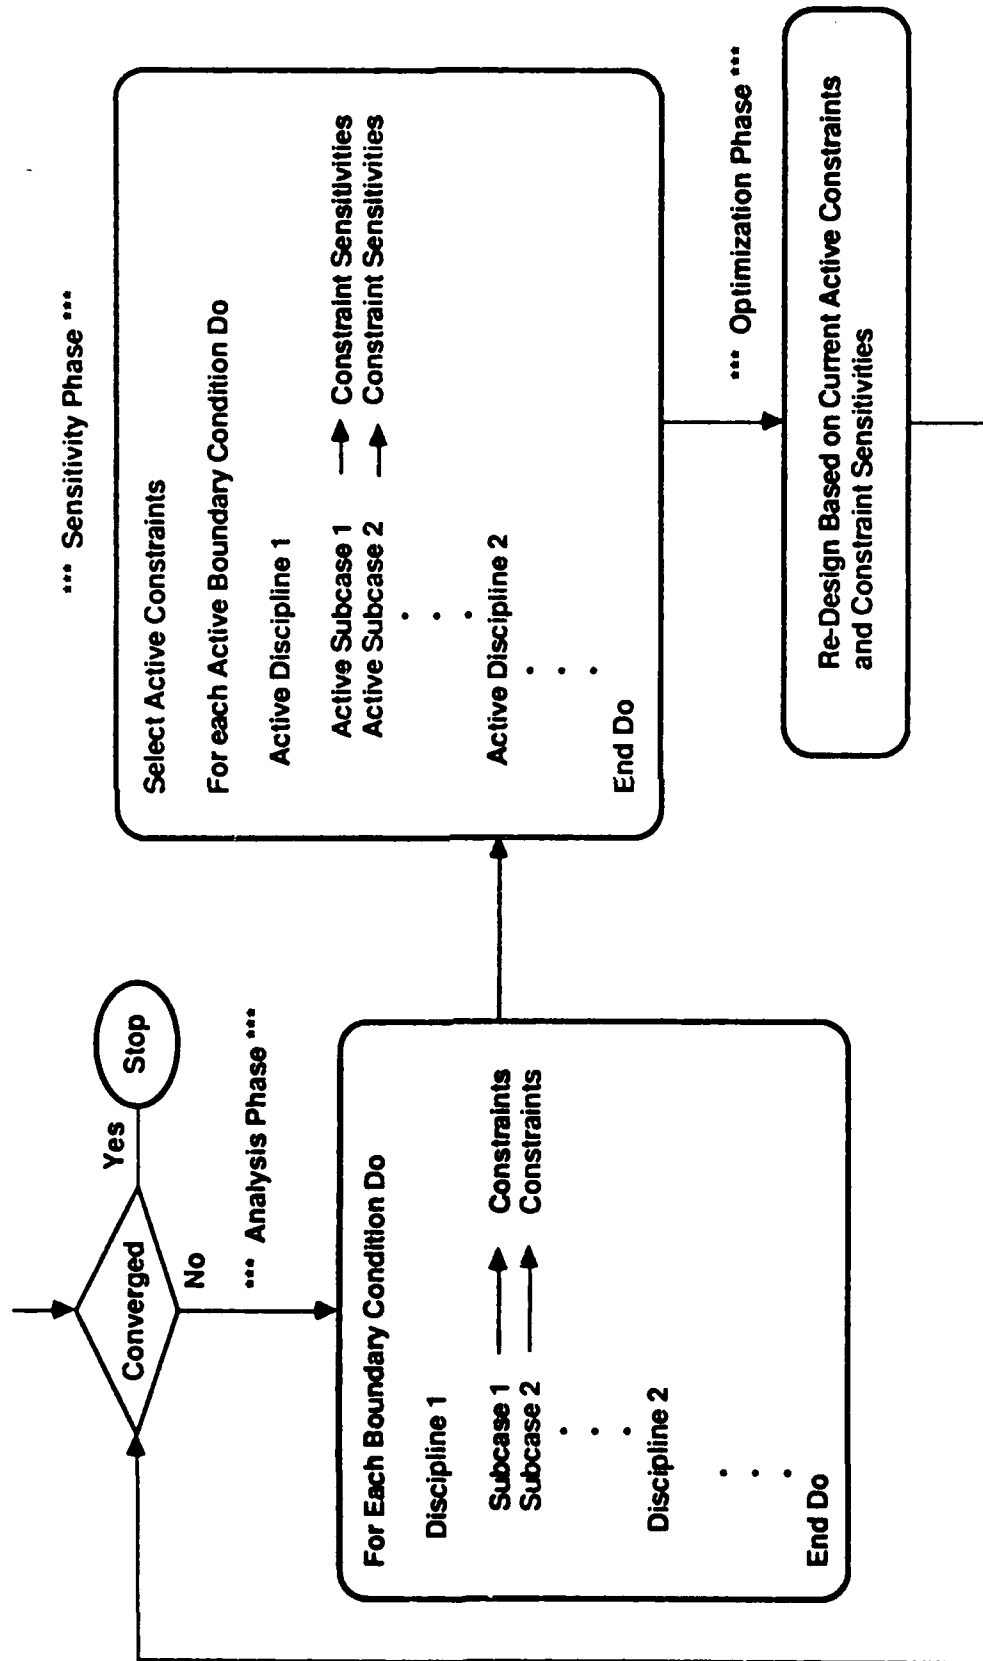 Converged
Yes
Stop
No
*** Analysis Phase ***
For Each Boundary Condition Do
Discipline 1
Subcase 1 Constraints
Subcase 2 Constraints
.
.
.
Discipline 2
.
.
.
End Do
*** Sensitivity Phase ***
Select Active Constraints
For each Active Boundary Condition Do
Active Discipline 1
Active Subcase 1 Constraint Sensitivities
Active Subcase 2 Constraint Sensitivities
.
.
.
Active Discipline 2
.
.
.
End Do
*** Optimization Phase ***
Re-Design Based on Current Active Constraints
and Constraint Sensitivities